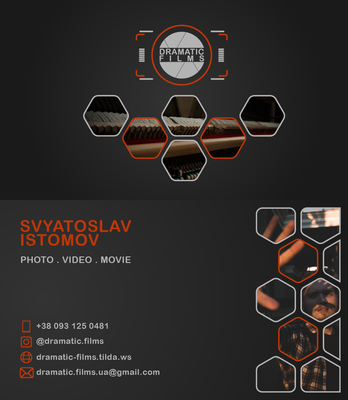 DRAMATIC
FILMS
SVYATOSLAV
ISTOMOV
PHOTO . VIDEO . MOVIE
+38 093 125 0481
@dramatic.films
dramatic-films.tilda.ws
dramatic.films.ua@gmail.com